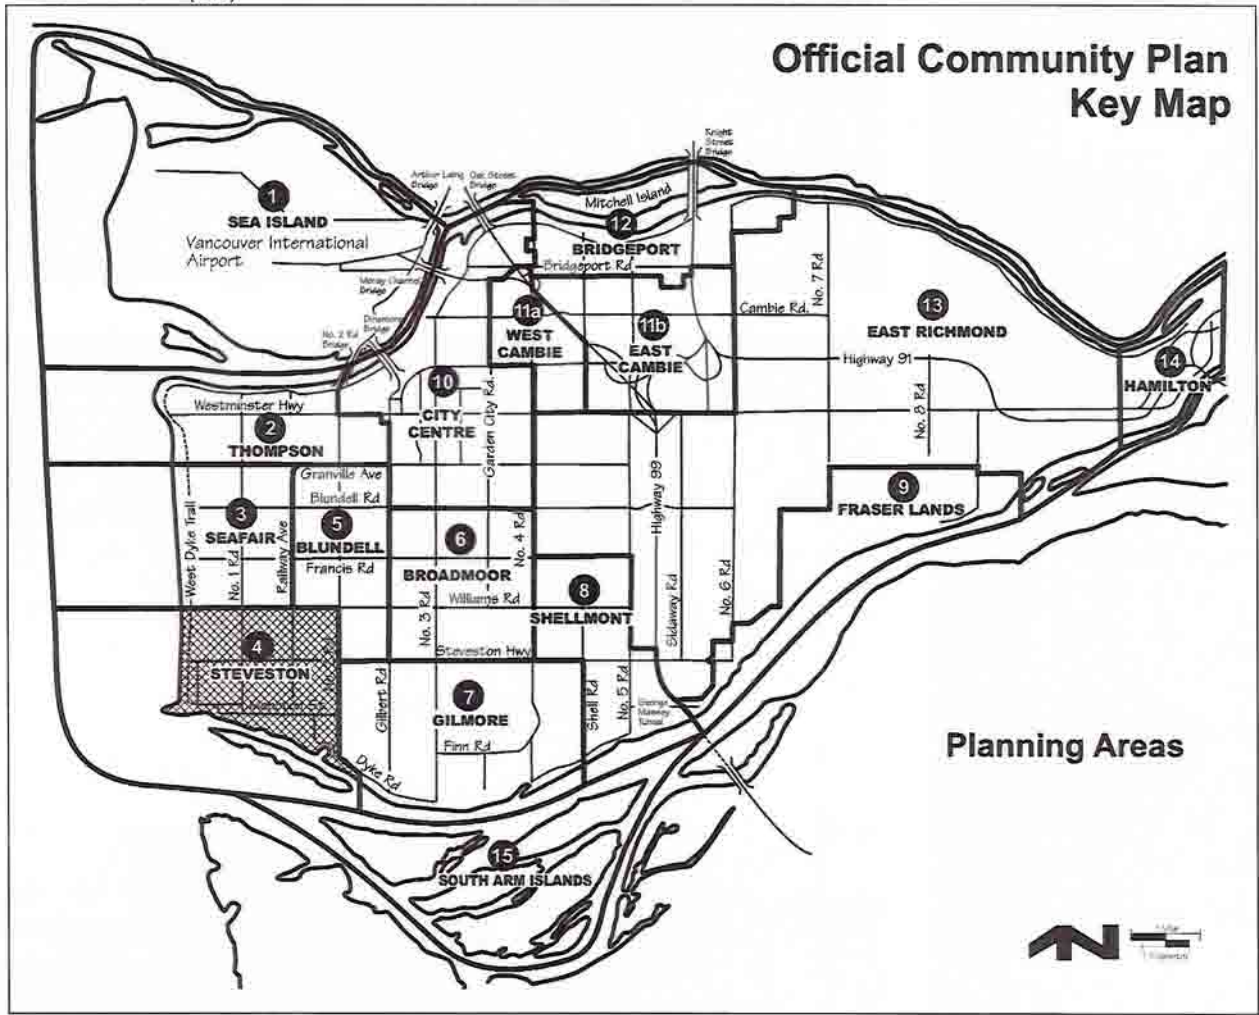 Official Community Plan
Key Map
Knight
Street
Bridge
Arthur Laing
Bridge
Oak Street
Bridge
Mitchell Island
1
SEA ISLAND
Vancouver International
Airport
12
BRIDGEPORT
Bridgeport Rd
Moray Channel
Bridge
No. 2 Rd
Bridge
Dinsmore
Bridge
11a
WEST
CAMBIE
11b
EAST
CAMBIE
Cambie Rd.
No. 7 Rd
13
EAST RICHMOND
Highway 91
14
HAMILTON
10
CITY
CENTRE
Garden City Rd.
No. 8 Rd
Westminster Hwy
2
THOMPSON
Granville Ave
Blundell Rd
West Dyke Trail
3
SEAFAIR
No. 1 Rd
Railway Ave
5
BLUNDELL
Francis Rd
6
BROADMOOR
No. 4 Rd
Williams Rd
No. 3 Rd
Steveston Hwy
Highway 99
9
FRASER LANDS
8
SHELLMONT
Sidaway Rd
No. 6 Rd
4
STEVESTON
Gilbert Rd
7
GILMORE
Finn Rd
Shell Rd
No. 5 Rd
George
Massey
Tunnel
Dyke Rd
Planning Areas
15
SOUTH ARM ISLANDS
N